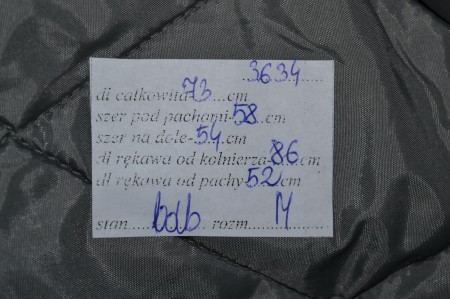 .3634......
dł całkowita 73...cm
szer pod pachami-58..cm
szer na dole-54.cm
dł rękawa od kołnierza-86.cm
dł rękawa od pachy-52.cm
stan......bdb.. rozm.....M.........